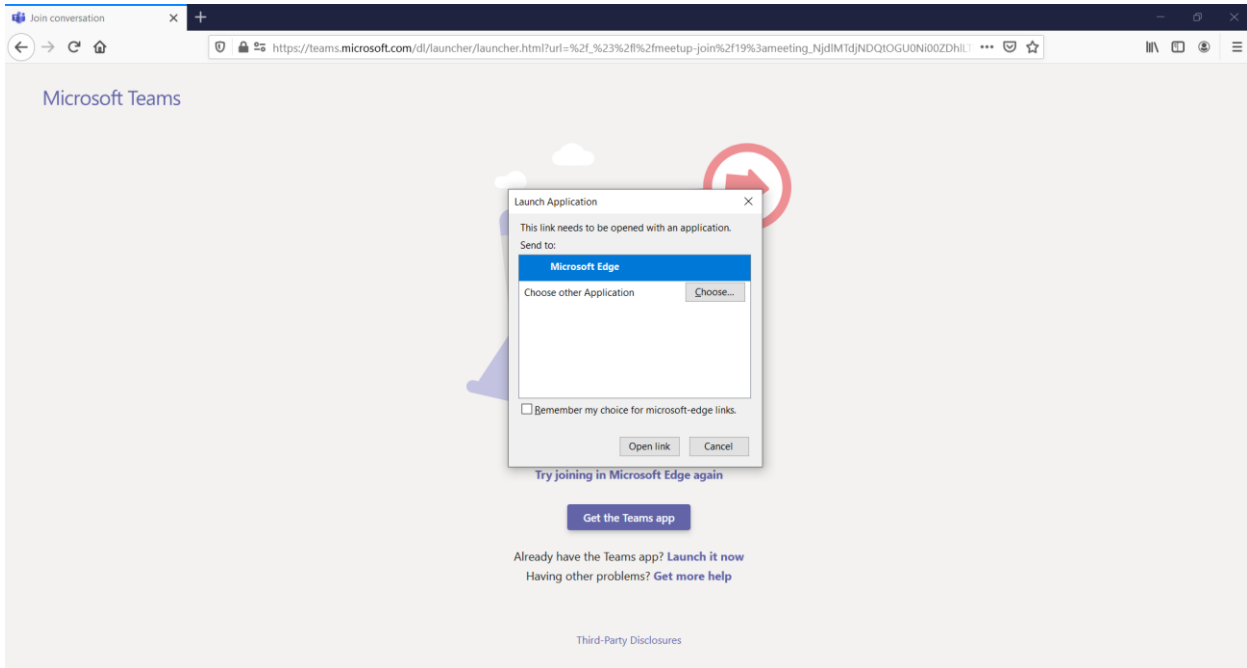 Join conversation
https://teams.microsoft.com/dl/launcher/launcher.html?url=%2f_%23%2fl%2fmeetup-join%2f19%3ameeting_NjdlMTdjNDQtOGU0Ni00ZDhlLT
Microsoft Teams
Launch Application
This link needs to be opened with an application.
Send to:
Microsoft Edge
Choose other Application Choose...
Remember my choice for microsoft-edge links.
Open link Cancel
Try joining in Microsoft Edge again
Get the Teams app
Already have the Teams app? Launch it now
Having other problems? Get more help
Third-Party Disclosures